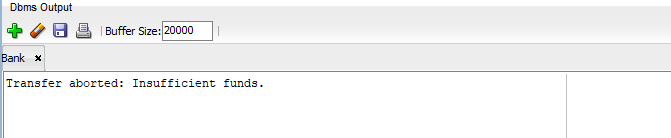 Dbms Output
Buffer Size: 20000
Bank
Transfer aborted: Insufficient funds.